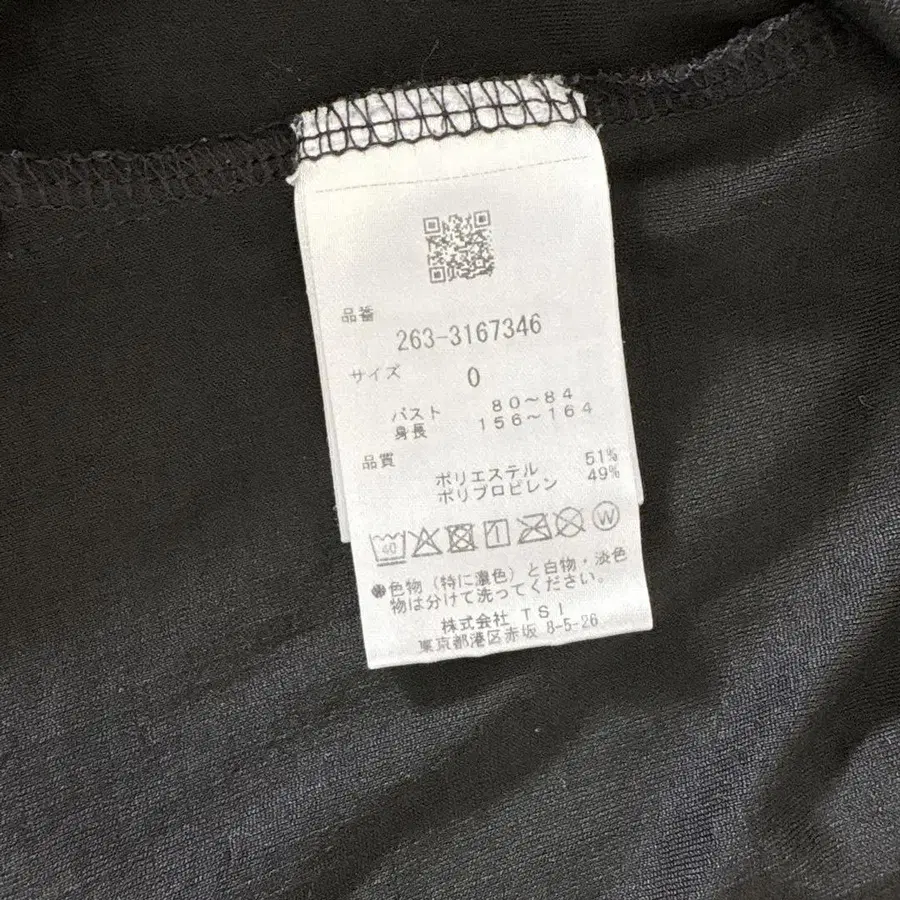 品番
263-3167346
サイズ 0
バスト 80～84
身長 156～164
品質
ポリエステル 51%
ポリプロピレン 49%
40 W
●色物（特に濃色）と白物・淡色
物は分けて洗ってください。
株式会社 TSI
東京都港区赤坂 8-5-26